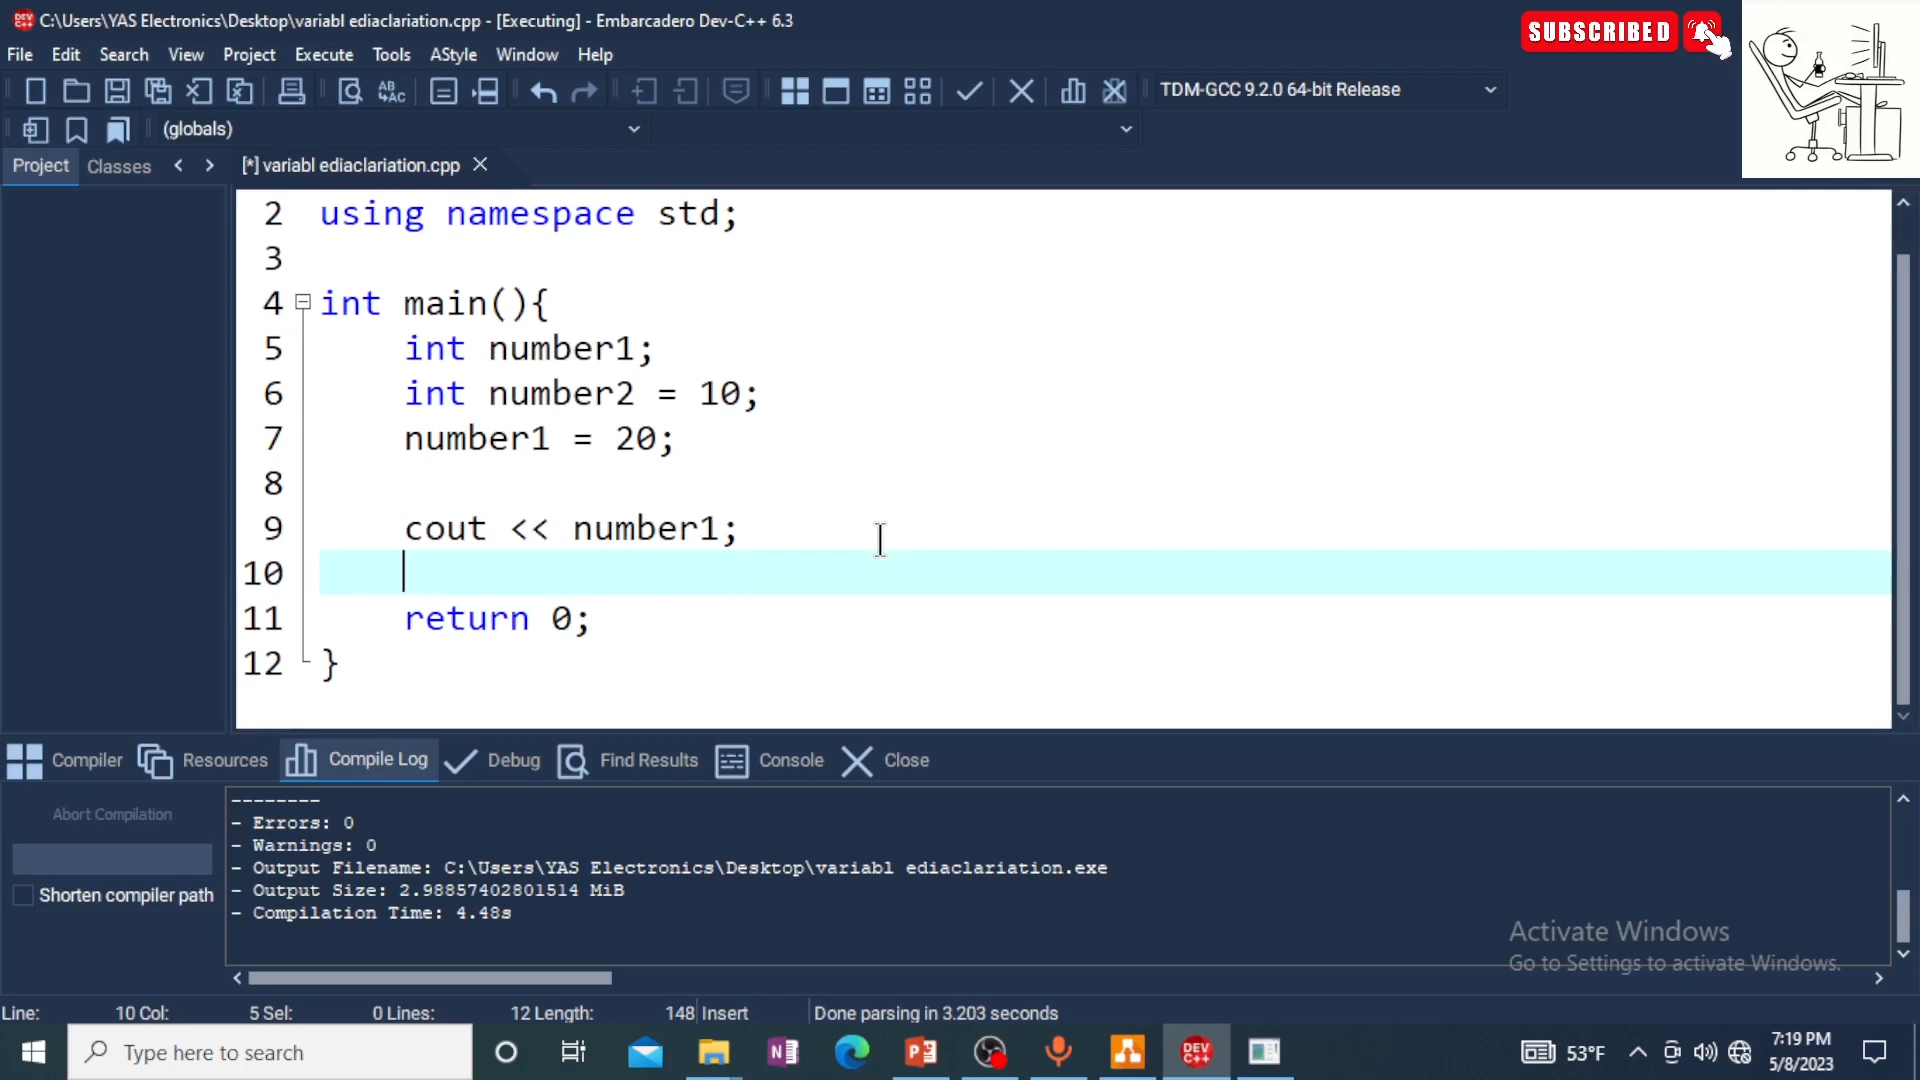 C:\Users\YAS Electronics\Desktop\variabl ediaclariation.cpp - [Executing] - Embarcadero Dev-C++ 6.3
SUBSCRIBED
File Edit Search View Project Execute Tools AStyle Window Help
TDM-GCC 9.2.0 64-bit Release
(globals)
Project Classes [*] variabl ediaclariation.cpp
2 using namespace std;
3
4 int main(){
5 int number1;
6 int number2 = 10;
7 number1 = 20;
8
9 cout << number1;
10
11 return 0;
12 }
Compiler Resources Compile Log Debug Find Results Console Close
Abort Compilation
--------
- Errors: 0
- Warnings: 0
- Output Filename: C:\Users\YAS Electronics\Desktop\variabl ediaclariation.exe
- Output Size: 2.98857402801514 MiB
- Compilation Time: 4.48s
Shorten compiler path
Activate Windows
Go to Settings to activate Windows.
Line: 10 Col: 5 Sel: 0 Lines: 12 Length: 148 Insert Done parsing in 3.203 seconds
Type here to search
53°F
7:19 PM
5/8/2023